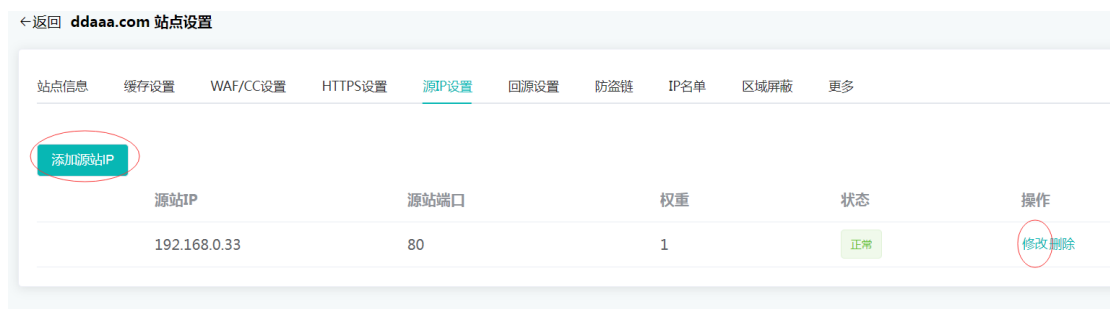 ←返回 ddaaa.com 站点设置
站点信息 缓存设置 WAF/CC设置 HTTPS设置 源IP设置 回源设置 防盗链 IP名单 区域屏蔽 更多
添加源站IP
源站IP 源站端口 权重 状态 操作
192.168.0.33 80 1 正常 修改 删除